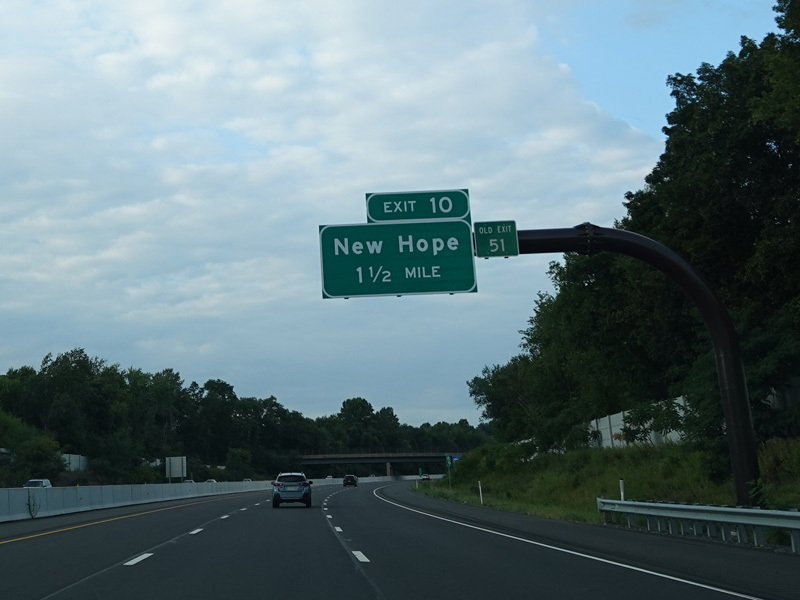 EXIT 10
New Hope
1 1/2 MILE
OLD EXIT
51